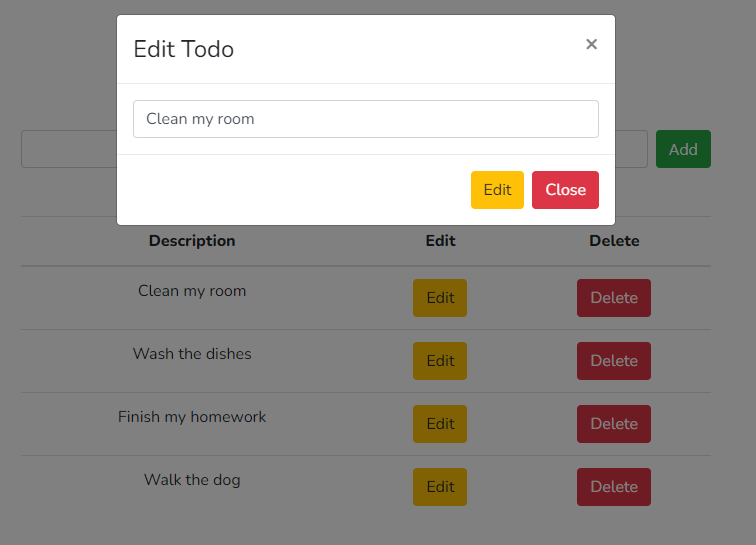 Edit Todo ×
Clean my room
Edit Close
Add
Description Edit Delete
Clean my room Edit Delete
Wash the dishes Edit Delete
Finish my homework Edit Delete
Walk the dog Edit Delete